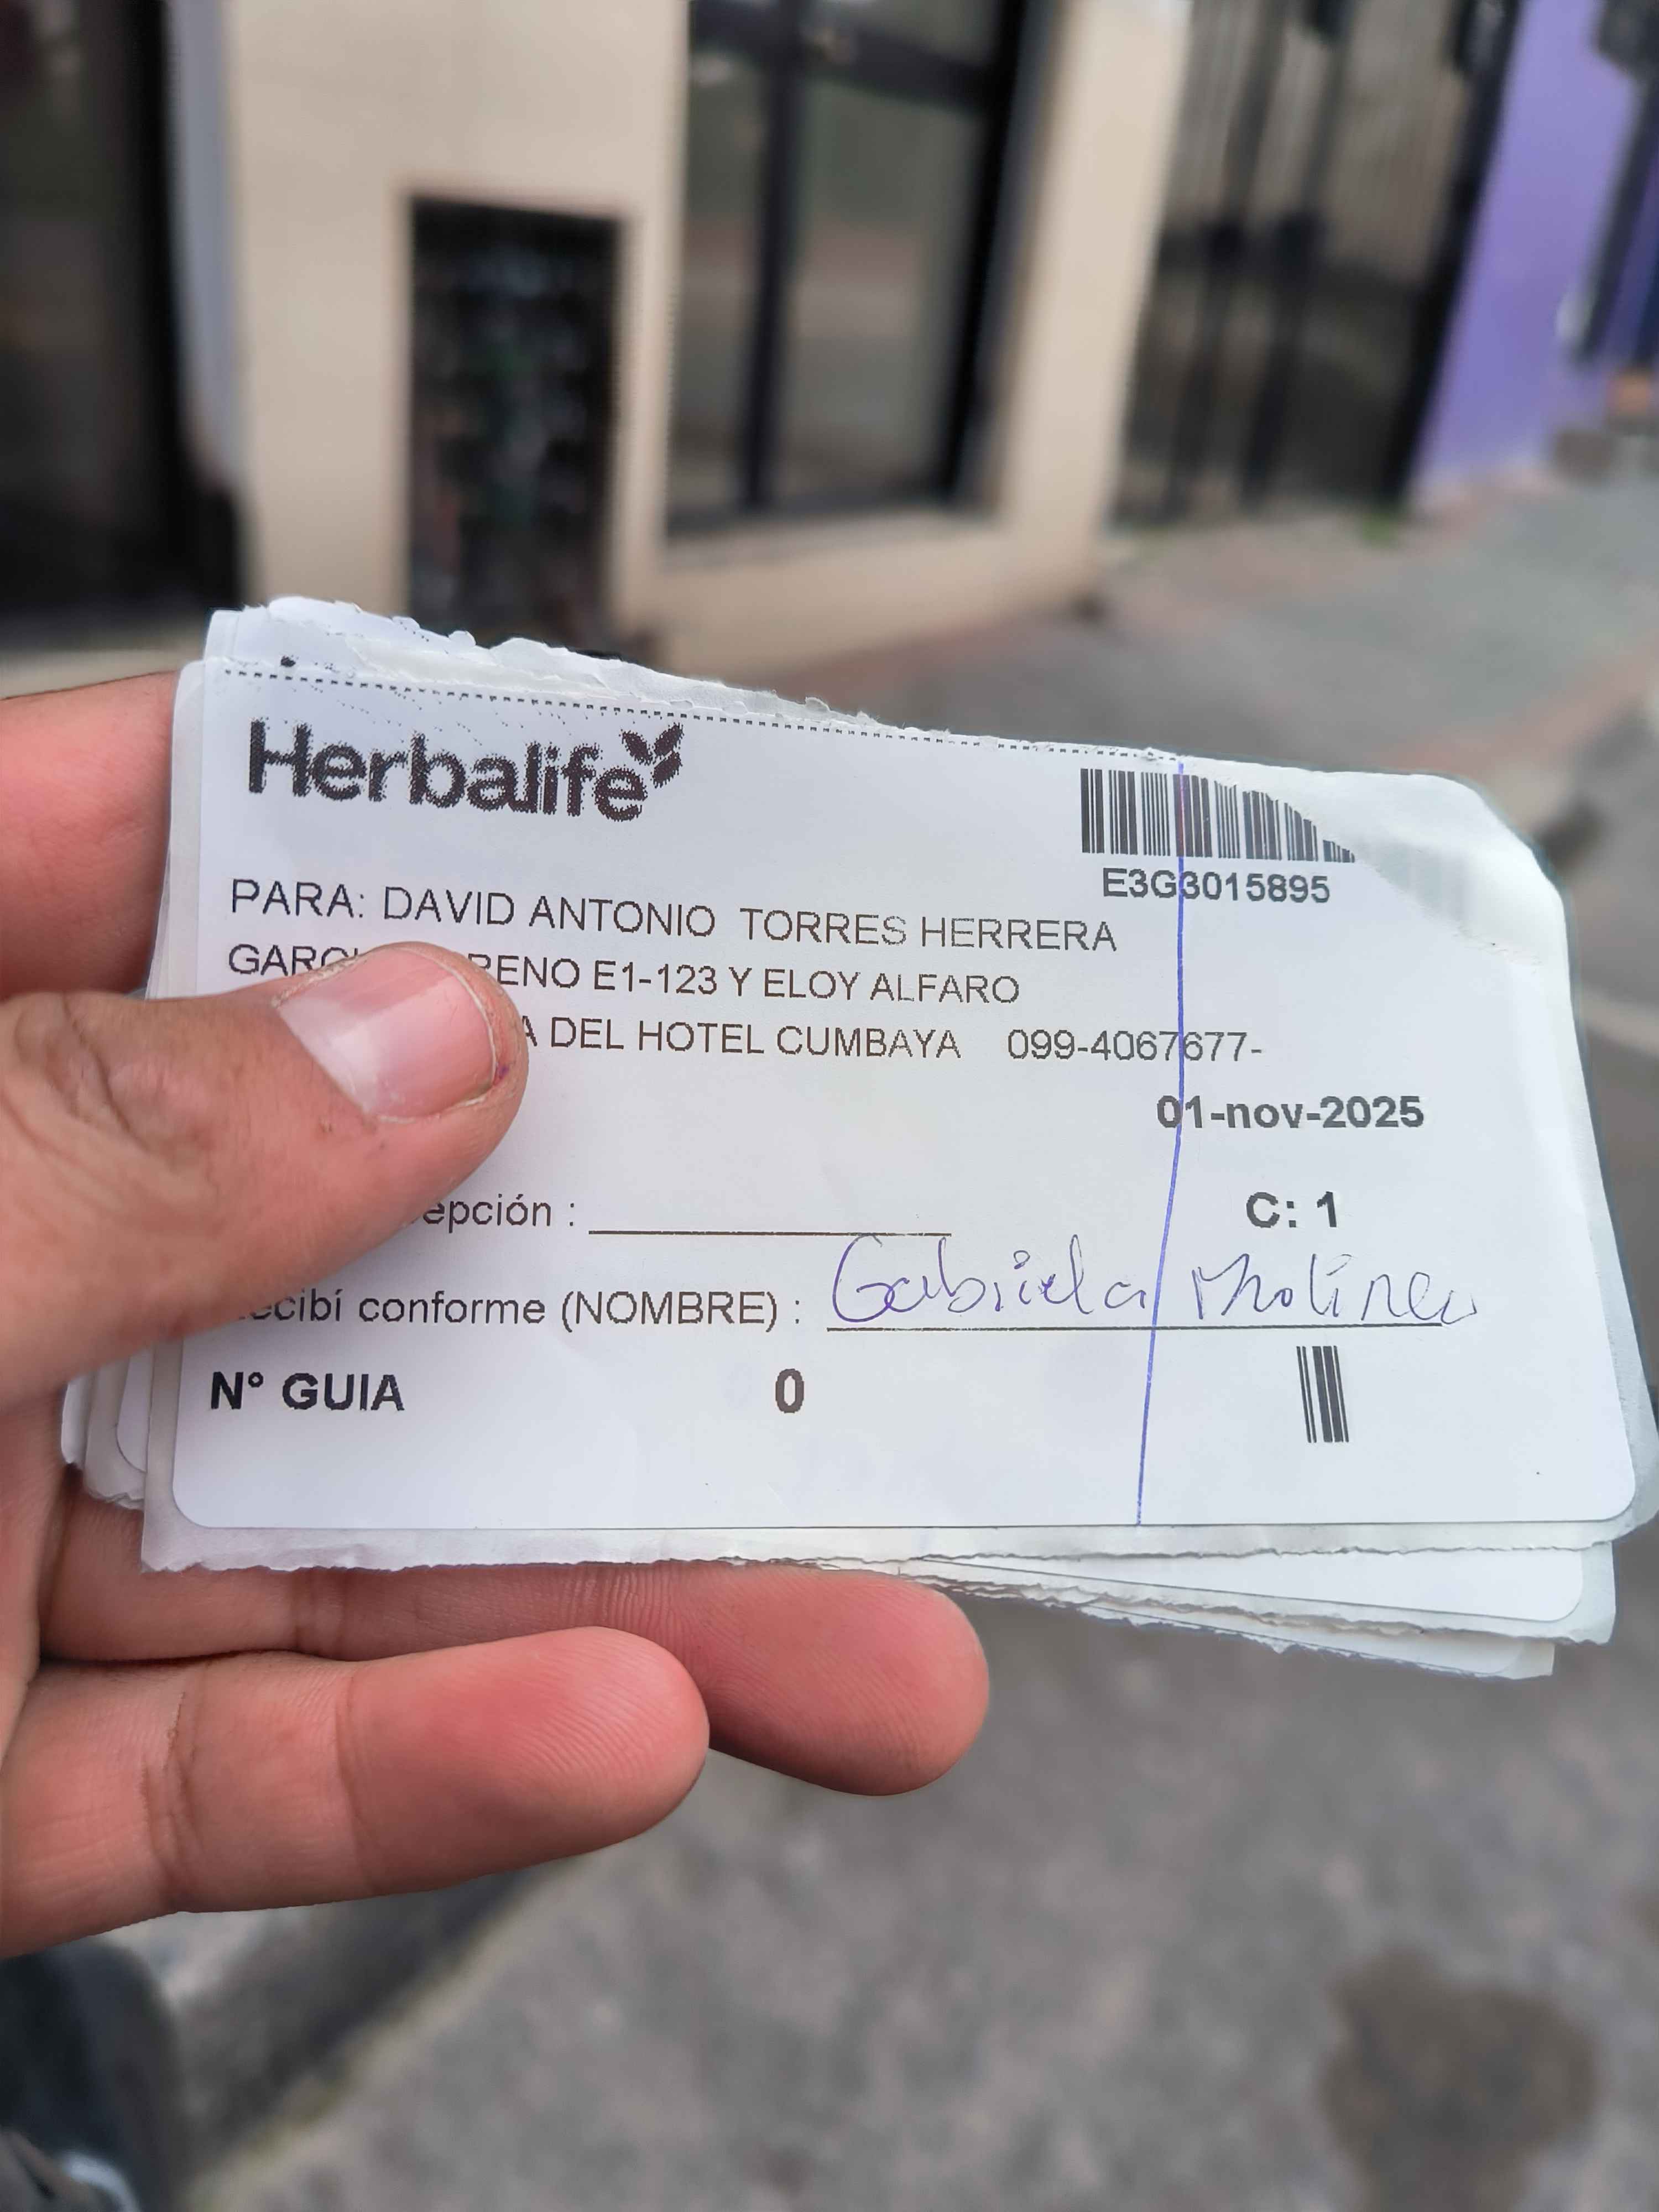 Herbalife
E3G3015895
PARA: DAVID ANTONIO TORRES HERRERA
RENO E1-123 Y ELOY ALFARO
DEL HOTEL CUMBAYA 099-4067677-
01-nov-2025
epción :
C: 1
ecibí conforme (NOMBRE) : Gabriela Molina
N° GUIA 0